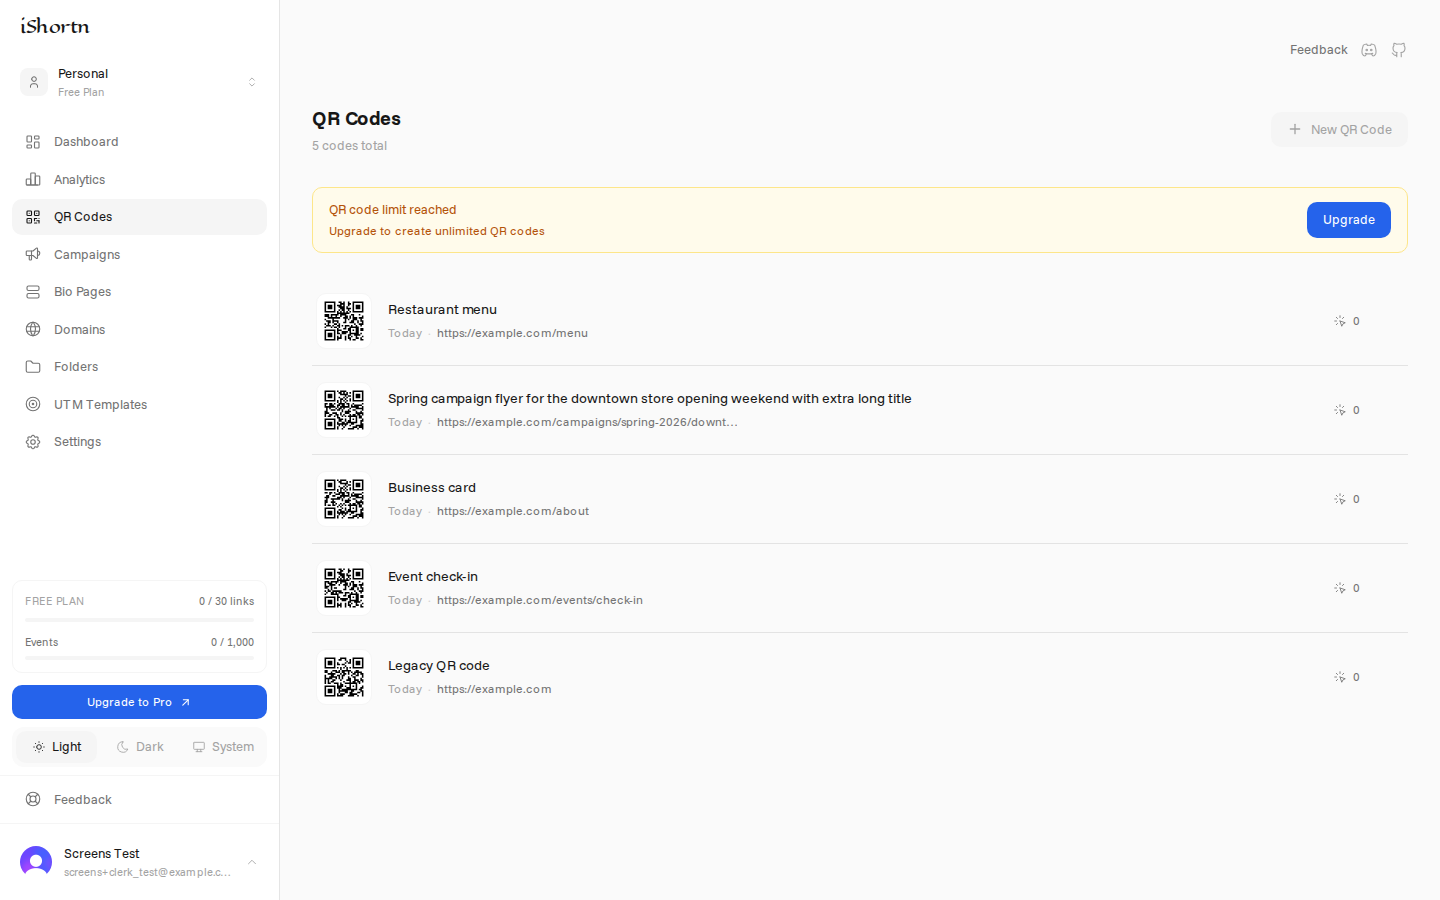 iShortn
Personal
Free Plan
Dashboard
Analytics
QR Codes
Campaigns
Bio Pages
Domains
Folders
UTM Templates
Settings
FREE PLAN 0 / 30 links
Events 0 / 1,000
Upgrade to Pro
Light Dark System
Feedback
Screens Test
screens+clerk_test@example.c...
Feedback
QR Codes
5 codes total
New QR Code
QR code limit reached
Upgrade to create unlimited QR codes
Upgrade
Restaurant menu
Today · https://example.com/menu
0
Spring campaign flyer for the downtown store opening weekend with extra long title
Today · https://example.com/campaigns/spring-2026/downt...
0
Business card
Today · https://example.com/about
0
Event check-in
Today · https://example.com/events/check-in
0
Legacy QR code
Today · https://example.com
0